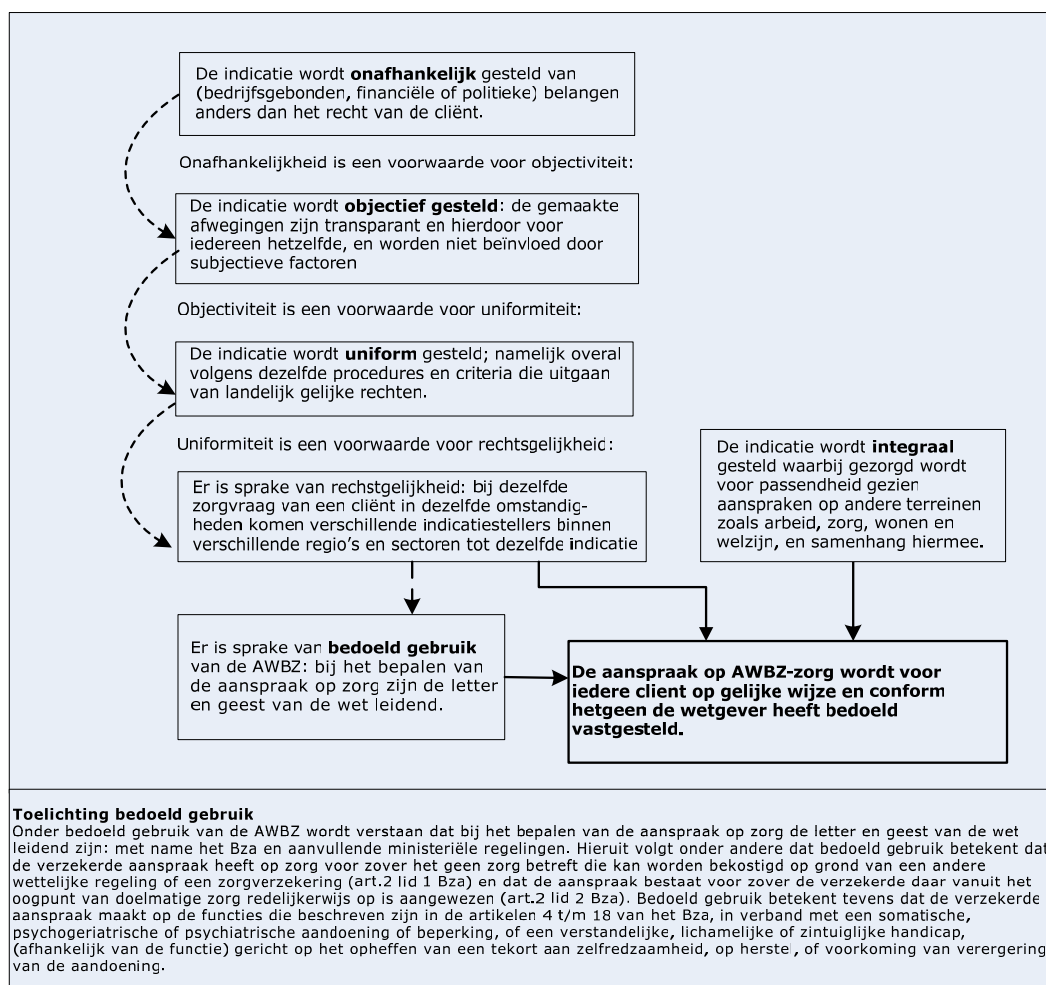 De indicatie wordt onafhankelijk gesteld van
(bedrijfsgebonden, financiële of politieke) belangen
anders dan het recht van de cliënt.
Onafhankelijkheid is een voorwaarde voor objectiviteit:
De indicatie wordt objectief gesteld: de gemaakte
afwegingen zijn transparant en hierdoor voor
iedereen hetzelfde, en worden niet beïnvloed door
subjectieve factoren
Objectiviteit is een voorwaarde voor uniformiteit:
De indicatie wordt uniform gesteld; namelijk overal
volgens dezelfde procedures en criteria die uitgaan
van landelijk gelijke rechten.
Uniformiteit is een voorwaarde voor rechtsgelijkheid:
Er is sprake van rechstgelijkheid: bij dezelfde
zorgvraag van een cliënt in dezelfde omstandig-
heden komen verschillende indicatiestellers binnen
verschillende regio's en sectoren tot dezelfde indicatie
De indicatie wordt integraal
gesteld waarbij gezorgd wordt
voor passendheid gezien
aanspraken op andere terreinen
zoals arbeid, zorg, wonen en
welzijn, en samenhang hiermee.
Er is sprake van bedoeld gebruik
van de AWBZ: bij het bepalen van
de aanspraak op zorg zijn de letter
en geest van de wet leidend.
De aanspraak op AWBZ-zorg wordt voor
iedere client op gelijke wijze en conform
hetgeen de wetgever heeft bedoeld
vastgesteld.
Toelichting bedoeld gebruik
Onder bedoeld gebruik van de AWBZ wordt verstaan dat bij het bepalen van de aanspraak op zorg de letter en geest van de wet
leidend zijn: met name het Bza en aanvullende ministeriële regelingen. Hieruit volgt onder andere dat bedoeld gebruik betekent dat
de verzekerde aanspraak heeft op zorg voor zover het geen zorg betreft die kan worden bekostigd op grond van een andere
wettelijke regeling of een zorgverzekering (art.2 lid 1 Bza) en dat de aanspraak bestaat voor zover de verzekerde daar vanuit het
oogpunt van doelmatige zorg redelijkerwijs op is aangewezen (art.2 lid 2 Bza). Bedoeld gebruik betekent tevens dat de verzekerde
aanspraak maakt op de functies die beschreven zijn in de artikelen 4 t/m 18 van het Bza, in verband met een somatische,
psychogeriatrische of psychiatrische aandoening of beperking, of een verstandelijke, lichamelijke of zintuiglijke handicap,
(afhankelijk van de functie) gericht op het opheffen van een tekort aan zelfredzaamheid, op herstel, of voorkoming van verergering
van de aandoening.